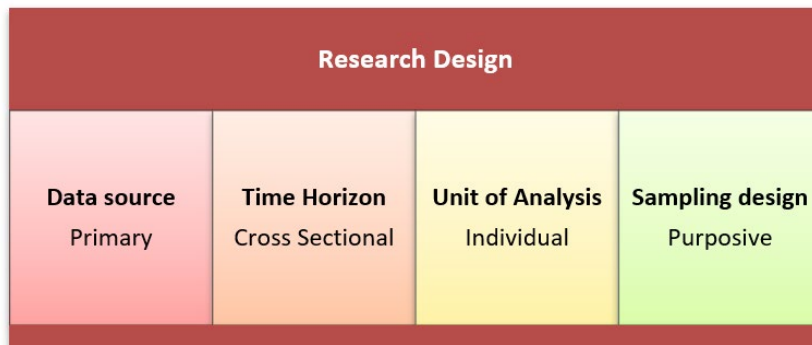 Research Design
Data source
Primary
Time Horizon
Cross Sectional
Unit of Analysis
Individual
Sampling design
Purposive